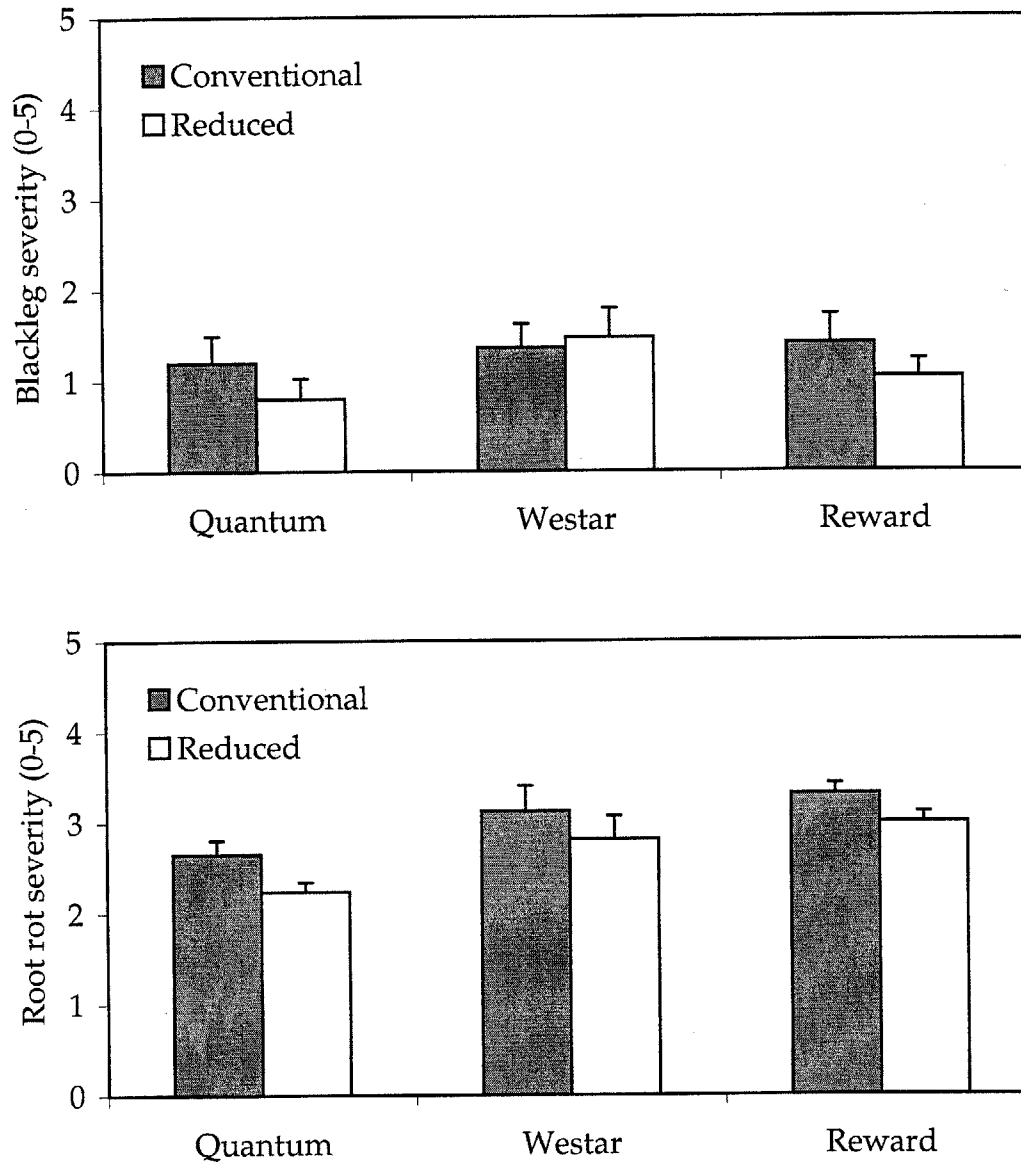 Blackleg severity (0-5)
5
4
3
2
1
0
Conventional
Reduced
Quantum Westar Reward
Root rot severity (0-5)
5
4
3
2
1
0
Conventional
Reduced
Quantum Westar Reward